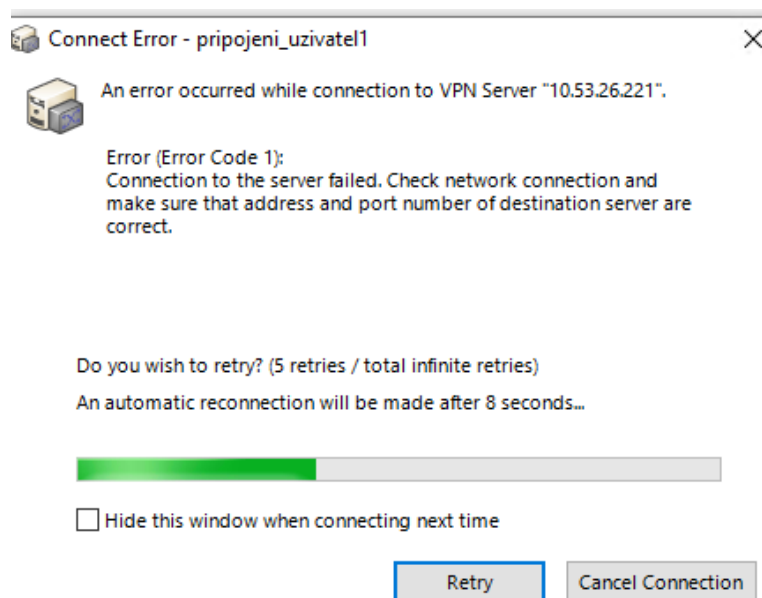 Connect Error - pripojeni_uzivatel1
An error occurred while connection to VPN Server "10.53.26.221".
Error (Error Code 1):
Connection to the server failed. Check network connection and
make sure that address and port number of destination server are
correct.
Do you wish to retry? (5 retries / total infinite retries)
An automatic reconnection will be made after 8 seconds...
Hide this window when connecting next time
Retry
Cancel Connection